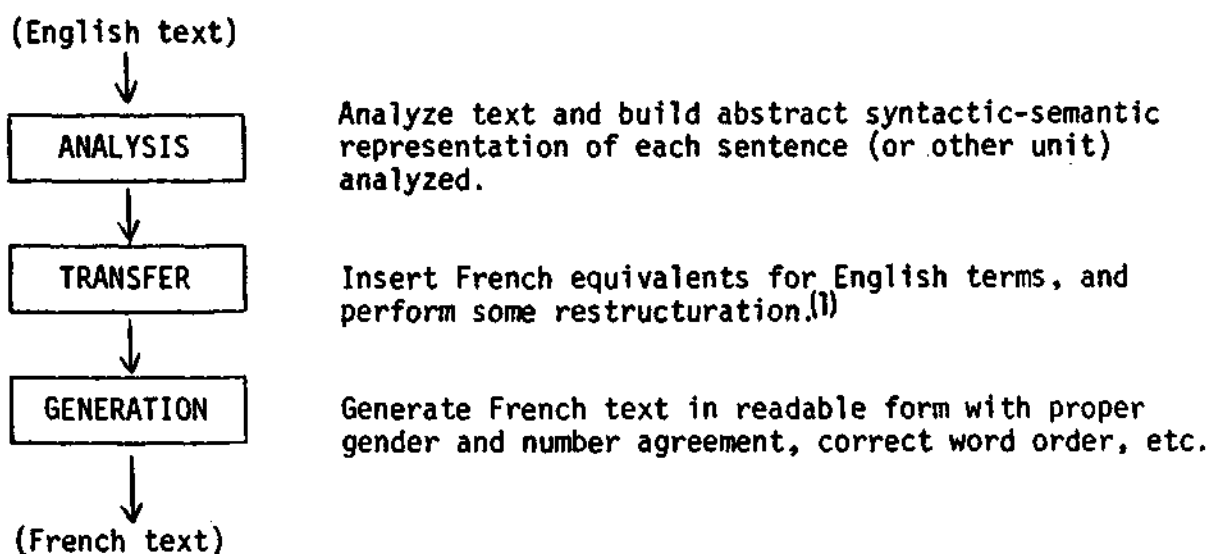 (English text)
ANALYSIS
Analyze text and build abstract syntactic-semantic
representation of each sentence (or other unit)
analyzed.
TRANSFER
Insert French equivalents for English terms, and
perform some restructuration.(1)
GENERATION
Generate French text in readable form with proper
gender and number agreement, correct word order, etc.
(French text)